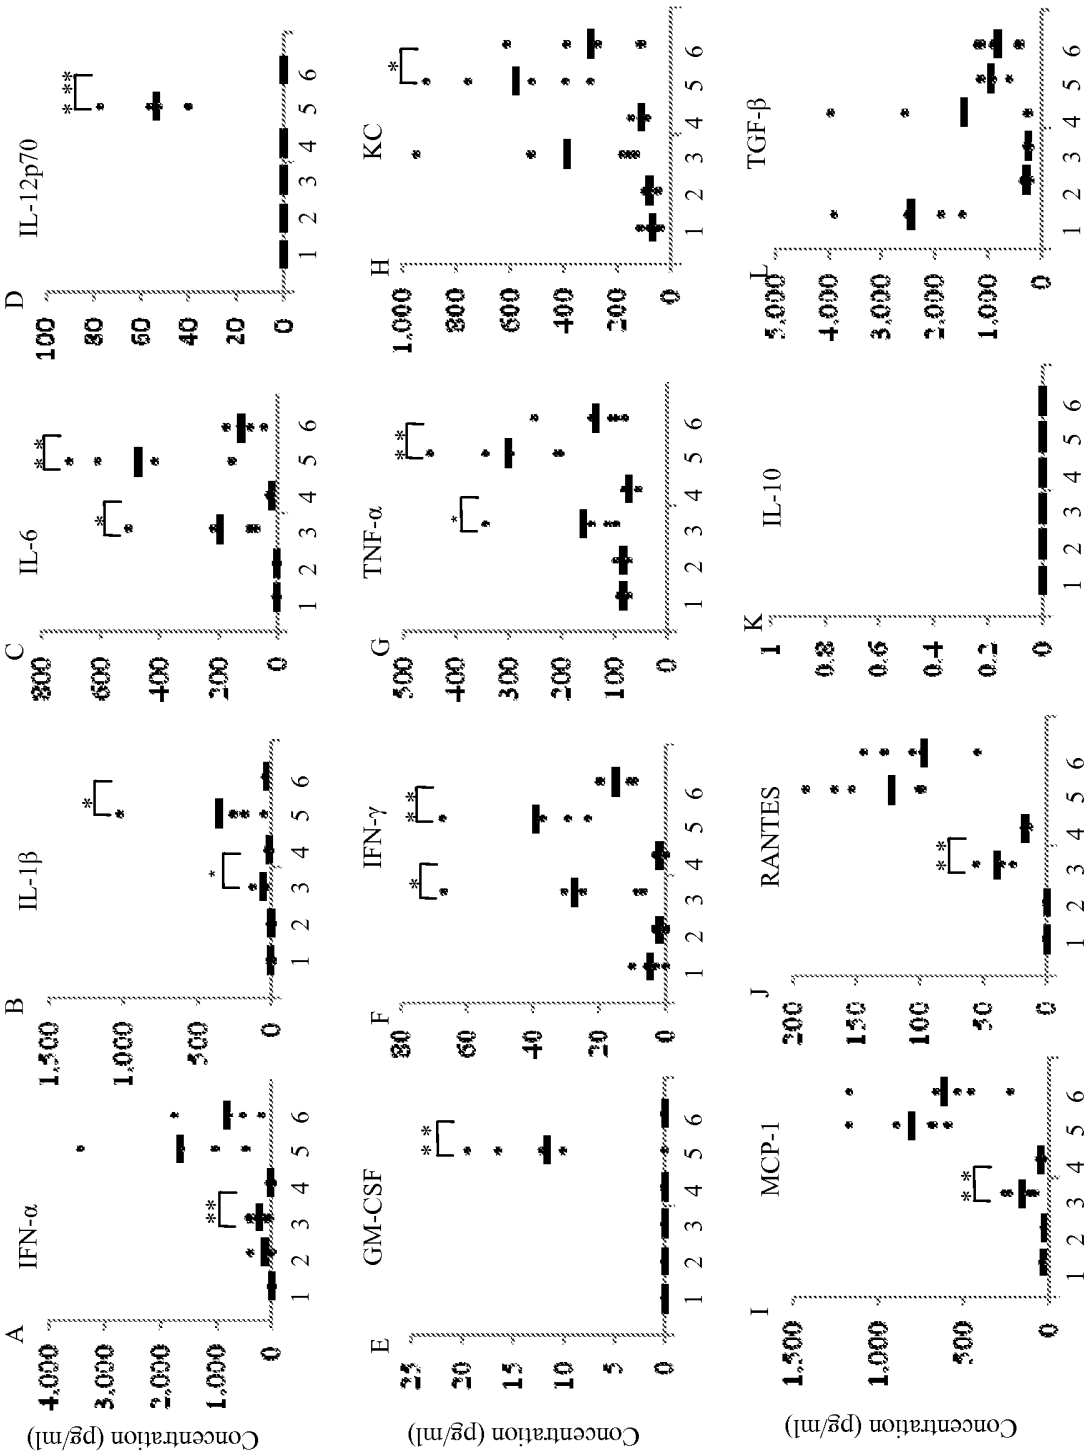 A
IFN-α
**
Concentration (pg/ml)
4,000
3,000
2,000
1,000
0
1 2 3 4 5 6
B
IL-1β
*
*
1,500
1,000
500
0
1 2 3 4 5 6
C
IL-6
*
**
800
600
400
200
0
1 2 3 4 5 6
D
IL-12p70
***
100
80
60
40
20
0
1 2 3 4 5 6
E
GM-CSF
**
Concentration (pg/ml)
25
20
15
10
5
0
1 2 3 4 5 6
F
IFN-γ
*
**
80
60
40
20
0
1 2 3 4 5 6
G
TNF-α
*
**
500
400
300
200
100
0
1 2 3 4 5 6
H
KC
*
1,000
800
600
400
200
0
1 2 3 4 5 6
I
MCP-1
**
Concentration (pg/ml)
1,500
1,000
500
0
1 2 3 4 5 6
J
RANTES
**
200
150
100
50
0
1 2 3 4 5 6
K
IL-10
1
0.8
0.6
0.4
0.2
0
1 2 3 4 5 6
L
TGF-β
5,000
4,000
3,000
2,000
1,000
0
1 2 3 4 5 6